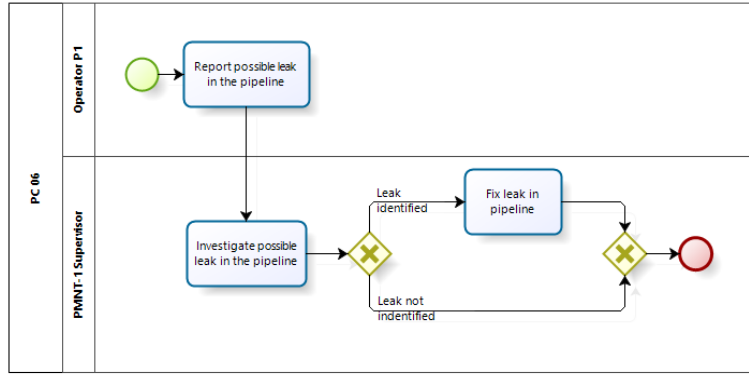 PC 06
Operator P1
Report possible leak
in the pipeline
PMNT-1 Supervisor
Investigate possible
leak in the pipeline
Leak
identified
Fix leak in
pipeline
Leak not
indentified